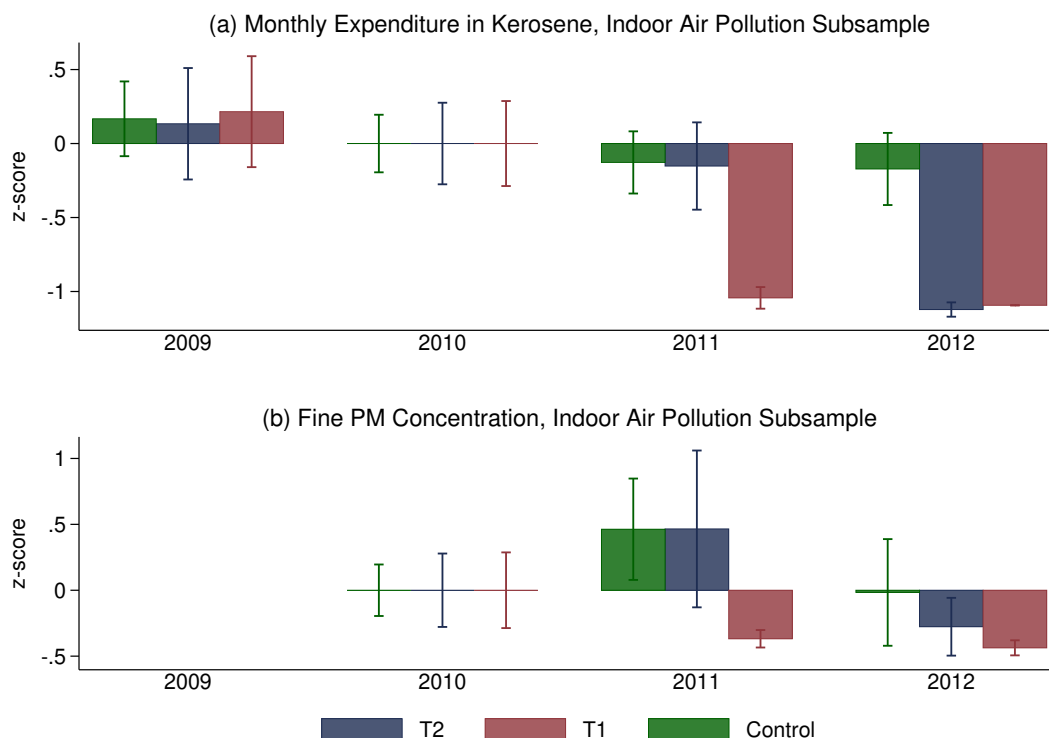 (a) Monthly Expenditure in Kerosene, Indoor Air Pollution Subsample
.5
0
-.5
-1
z-score
2009 2010 2011 2012
(b) Fine PM Concentration, Indoor Air Pollution Subsample
1
.5
0
-.5
z-score
2009 2010 2011 2012
T2 T1 Control